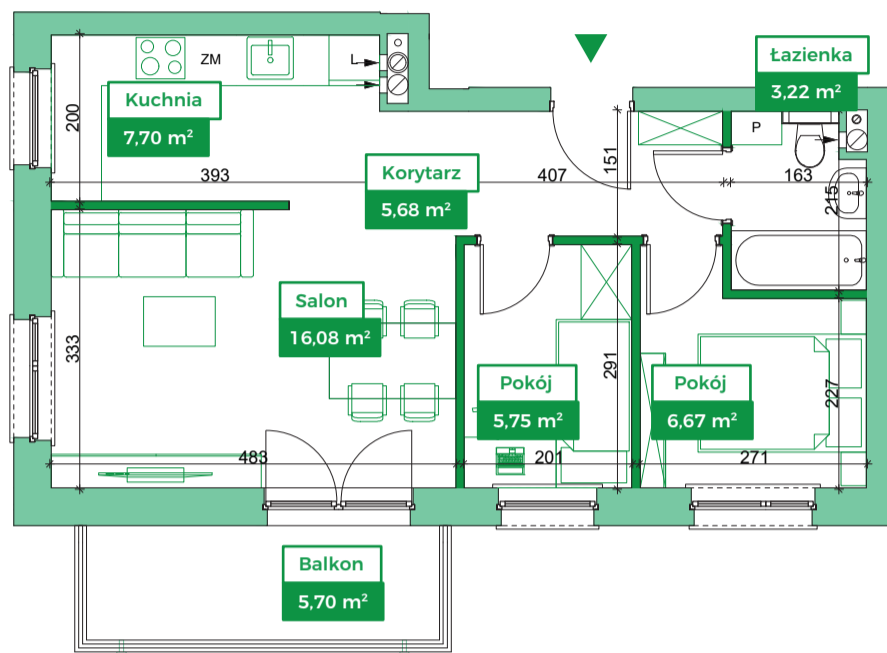 ZM
L
Łazienka
3,22 m²
Kuchnia
7,70 m²
P
200
151
Korytarz
5,68 m²
393
407
163
215
Salon
16,08 m²
333
291
Pokój
5,75 m²
Pokój
6,67 m²
227
483
201
271
Balkon
5,70 m²